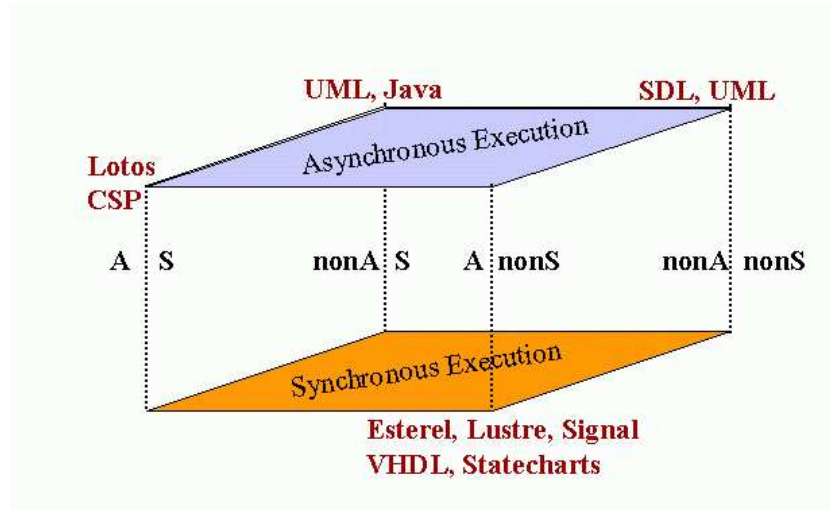 UML, Java
SDL, UML
Asynchronous Execution
Lotos
CSP
A S
nonA S
A nonS
nonA nonS
Synchronous Execution
Esterel, Lustre, Signal
VHDL, Statecharts